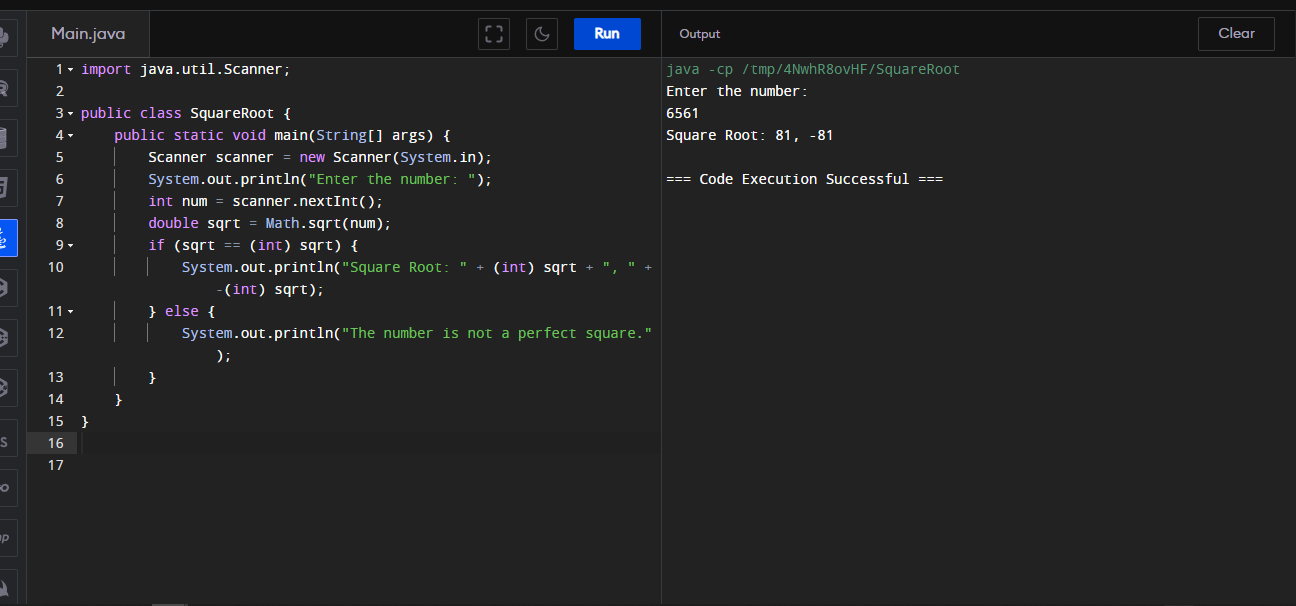 Main.java
Run
Output
Clear
1 import java.util.Scanner;
2
3 public class SquareRoot {
4     public static void main(String[] args) {
5         Scanner scanner = new Scanner(System.in);
6         System.out.println("Enter the number: ");
7         int num = scanner.nextInt();
8         double sqrt = Math.sqrt(num);
9         if (sqrt == (int) sqrt) {
10             System.out.println("Square Root: " + (int) sqrt + ", " +
                -(int) sqrt);
11         } else {
12             System.out.println("The number is not a perfect square."
                );
13         }
14     }
15 }
16
17
java -cp /tmp/4NwhR8ovHF/SquareRoot
Enter the number:
6561
Square Root: 81, -81
=== Code Execution Successful ===